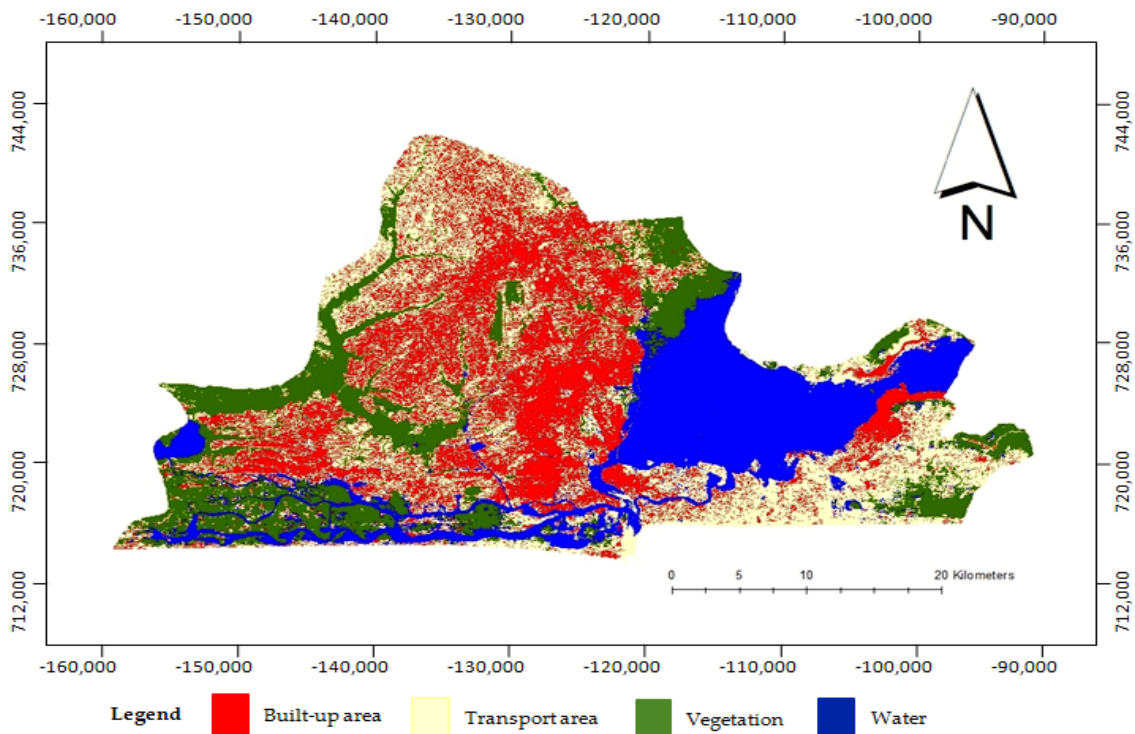 -160,000 -150,000 -140,000 -130,000 -120,000 -110,000 -100,000 -90,000
744,000 744,000
N
736,000 736,000
728,000 728,000
720,000 720,000
0 5 10 20 Kilometers
712,000 712,000
-160,000 -150,000 -140,000 -130,000 -120,000 -110,000 -100,000 -90,000
Legend Built-up area Transport area Vegetation Water